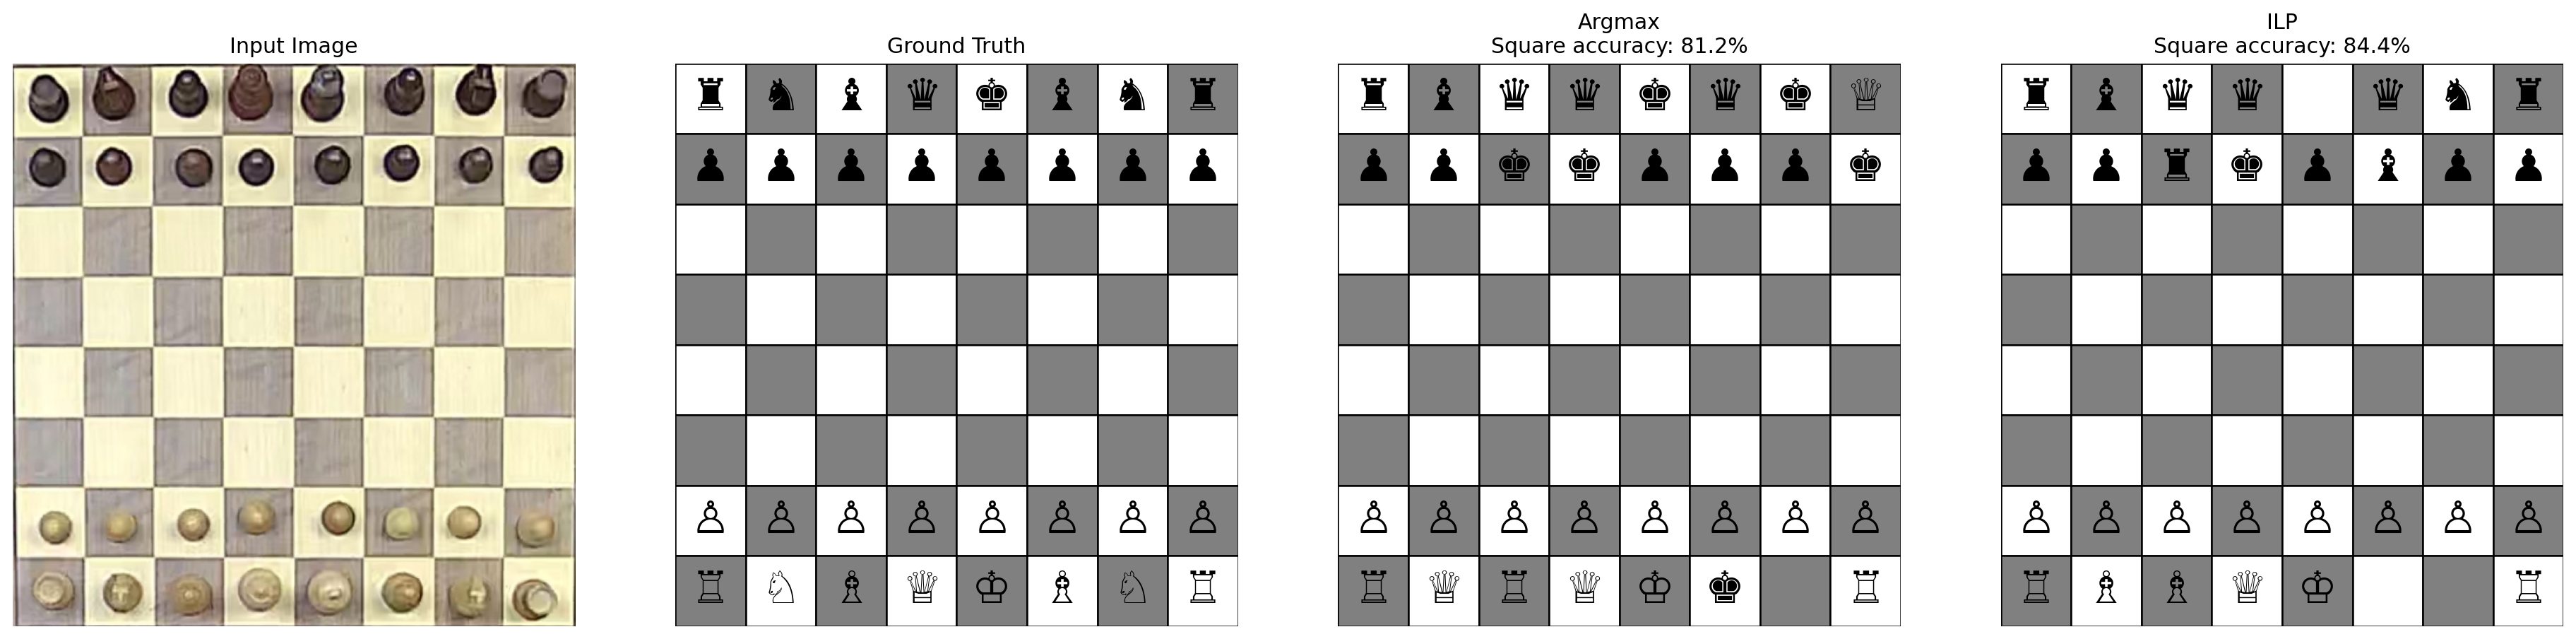 Input Image
Ground Truth
Argmax
Square accuracy: 81.2%
ILP
Square accuracy: 84.4%